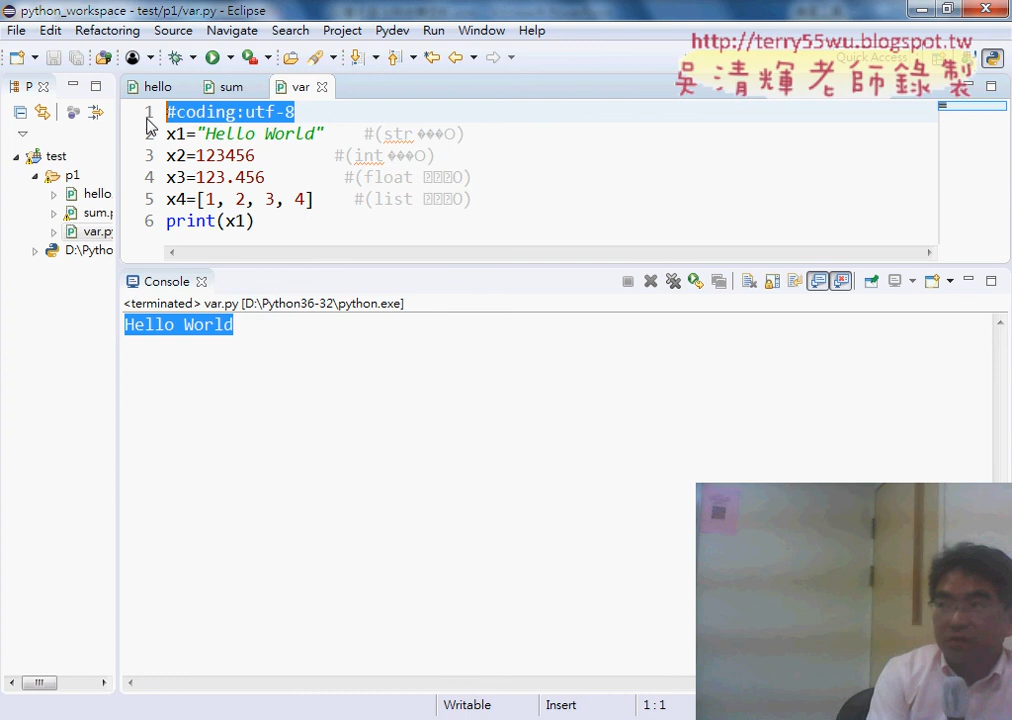 python_workspace - test/p1/var.py - Eclipse
File Edit Refactoring Source Navigate Search Project Pydev Run Window Help
http://terry55wu.blogspot.tw
Quick Access
吳清輝老師錄製
P
hello sum var
1 #coding:utf-8
2 x1="Hello World" #(str ���O)
3 x2=123456 #(int ���O)
4 x3=123.456 #(float O)
5 x4=[1, 2, 3, 4] #(list O)
6 print(x1)
test
p1
hello
sum.p
var.py
D:\Pytho
Console
<terminated> var.py [D:\Python36-32\python.exe]
Hello World
Writable Insert 1 : 1